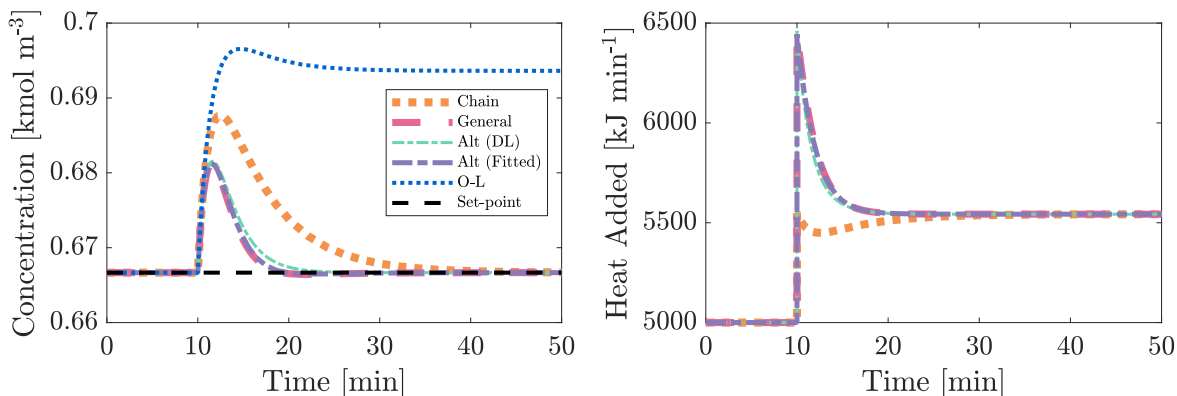 Concentration [kmol m-3]
0.7
0.69
0.68
0.67
0.66
Chain
General
Alt (DL)
Alt (Fitted)
O-L
Set-point
0 10 20 30 40 50
Time [min]
Heat Added [kJ min-1]
6500
6000
5500
5000
0 10 20 30 40 50
Time [min]